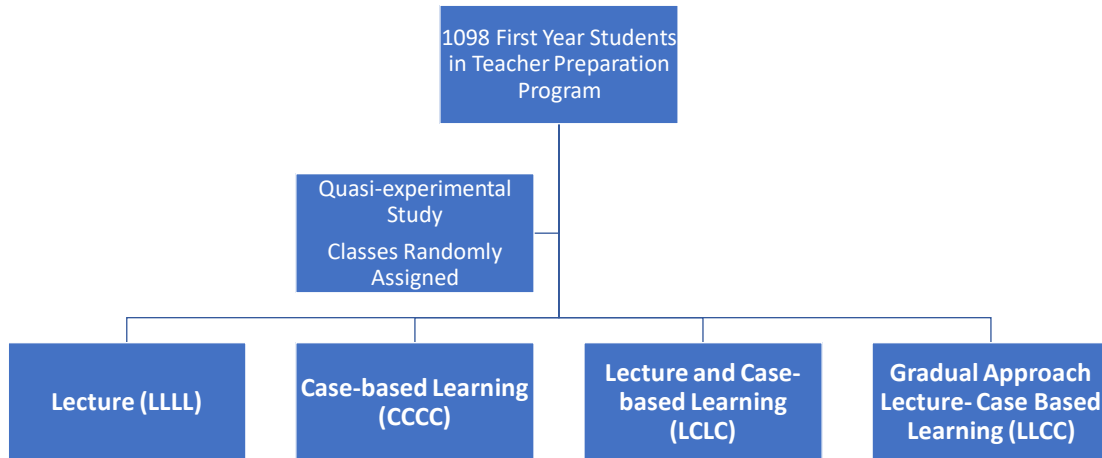 1098 First Year Students
in Teacher Preparation
Program
Quasi-experimental
Study
Classes Randomly
Assigned
Lecture (LLLL)
Case-based Learning
(CCCC)
Lecture and Case-
based Learning
(LCLC)
Gradual Approach
Lecture- Case Based
Learning (LLCC)